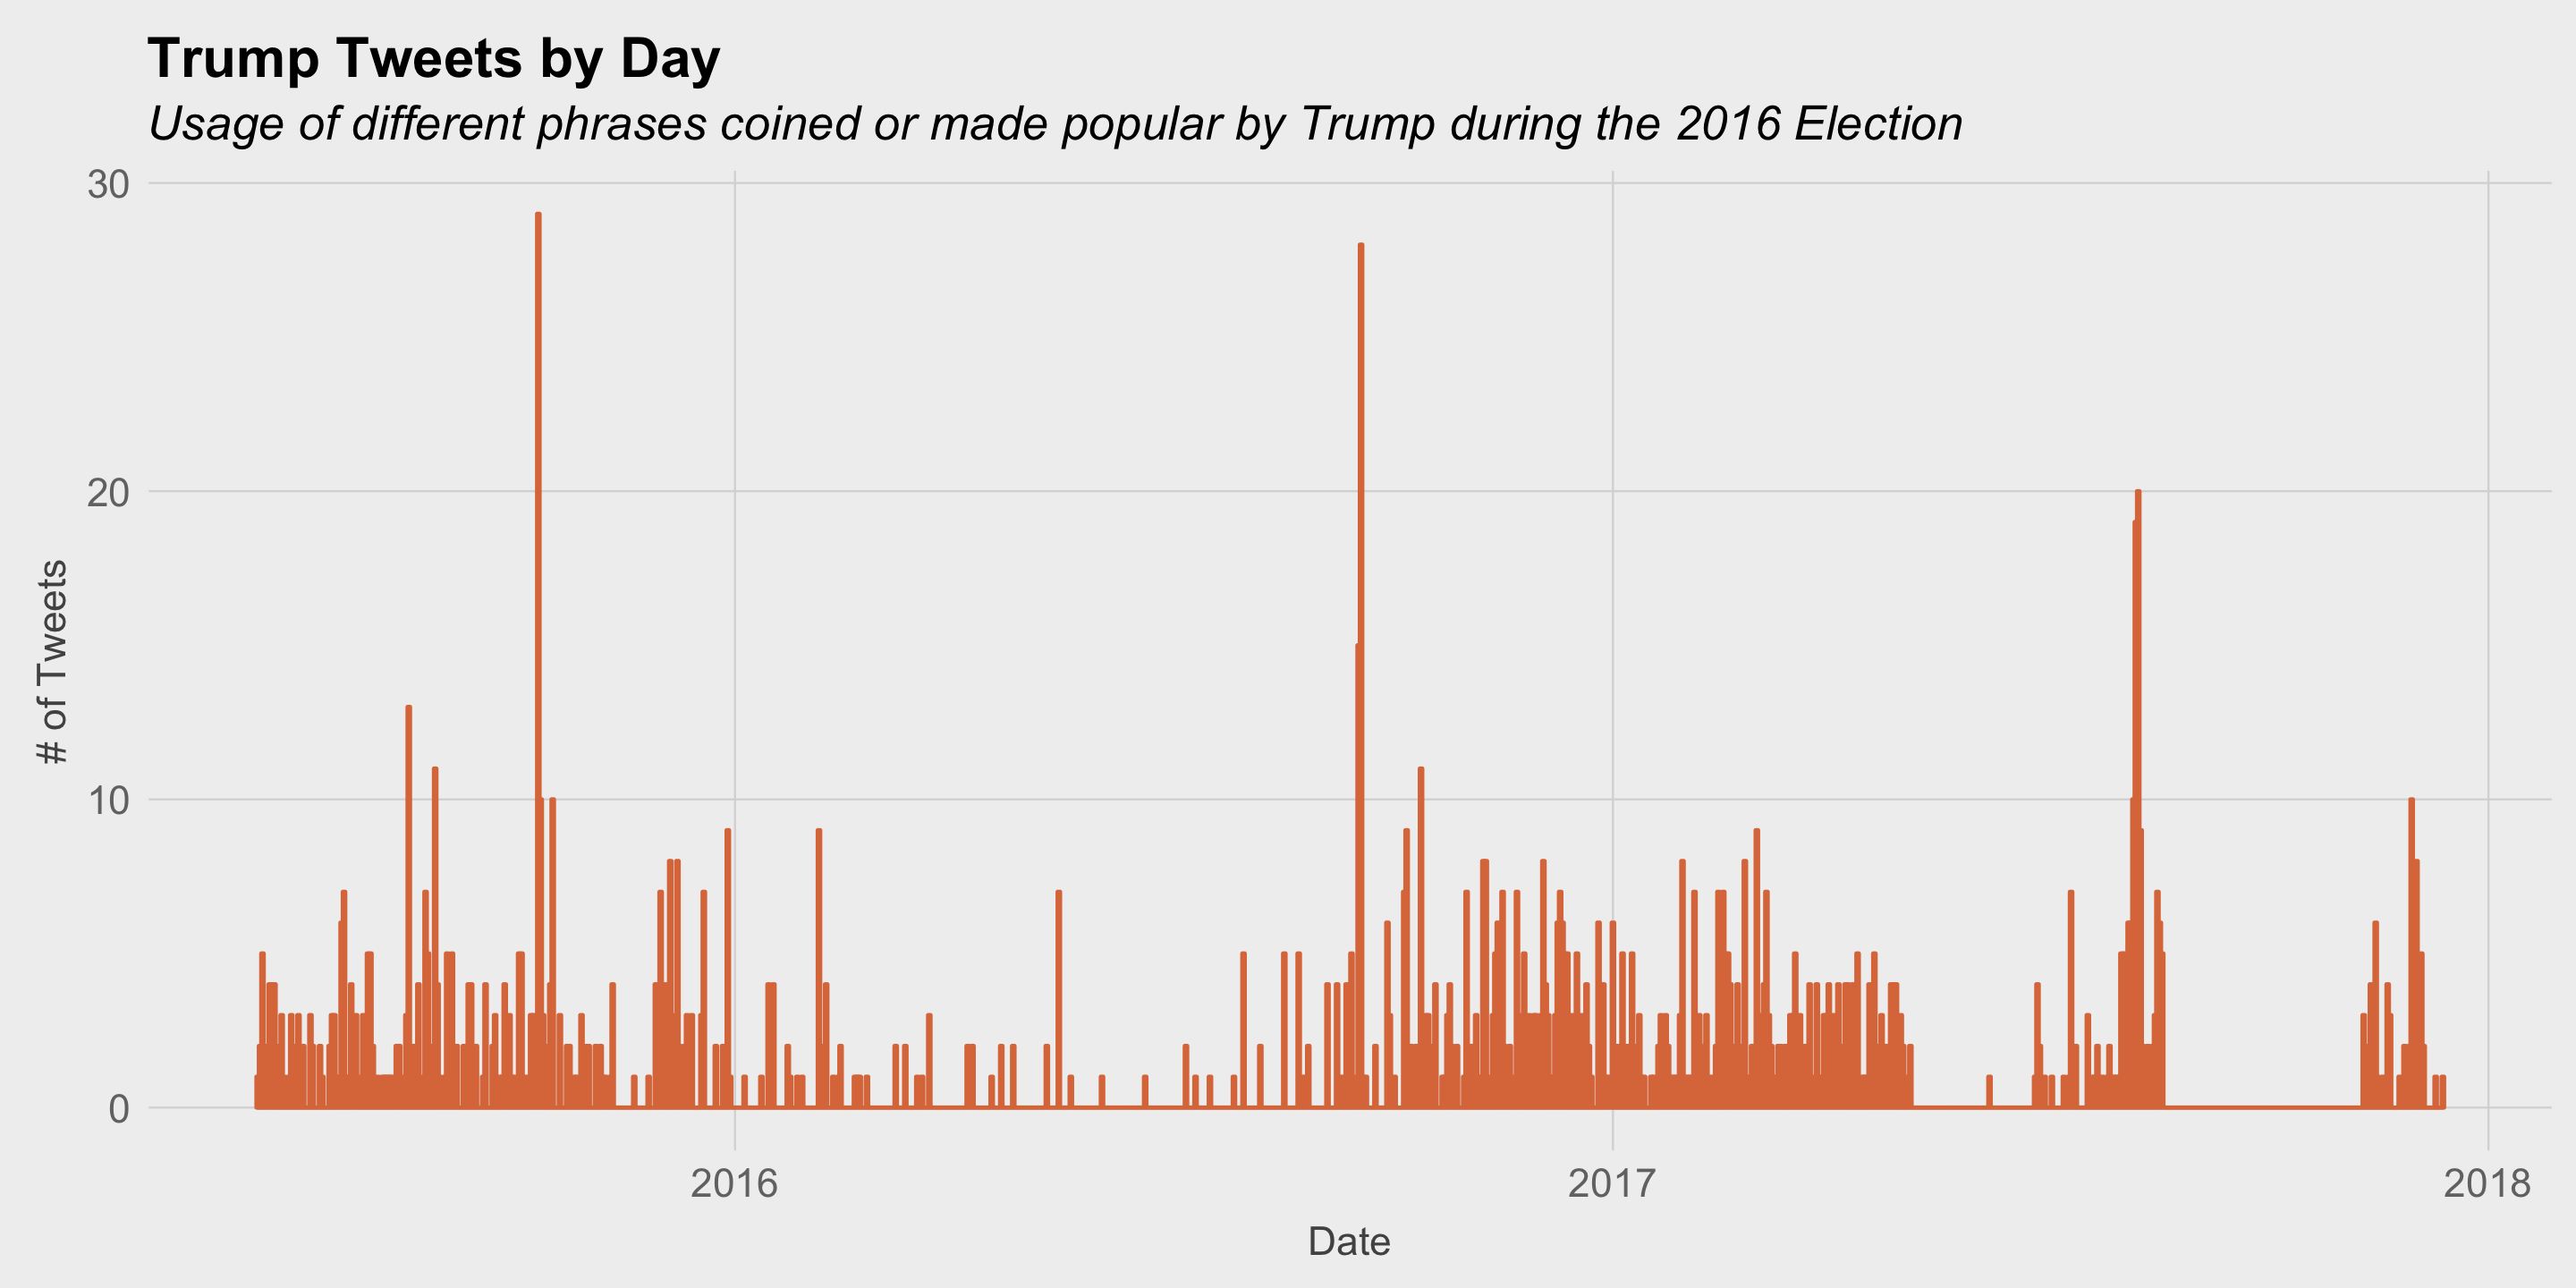 Trump Tweets by Day
Usage of different phrases coined or made popular by Trump during the 2016 Election
30
20
10
0
# of Tweets
2016
2017
2018
Date